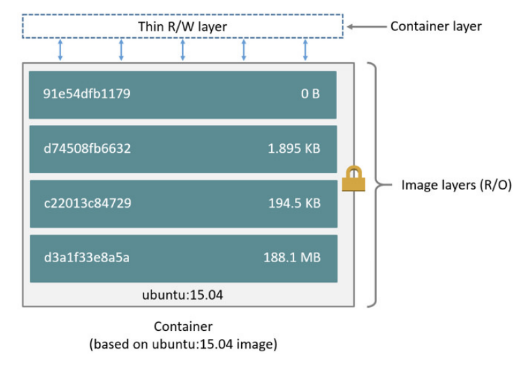 Thin R/W layer
Container layer
91e54dfb1179 0 B
d74508fb6632 1.895 KB
c22013c84729 194.5 KB
d3a1f33e8a5a 188.1 MB
Image layers (R/O)
ubuntu:15.04
Container
(based on ubuntu:15.04 image)